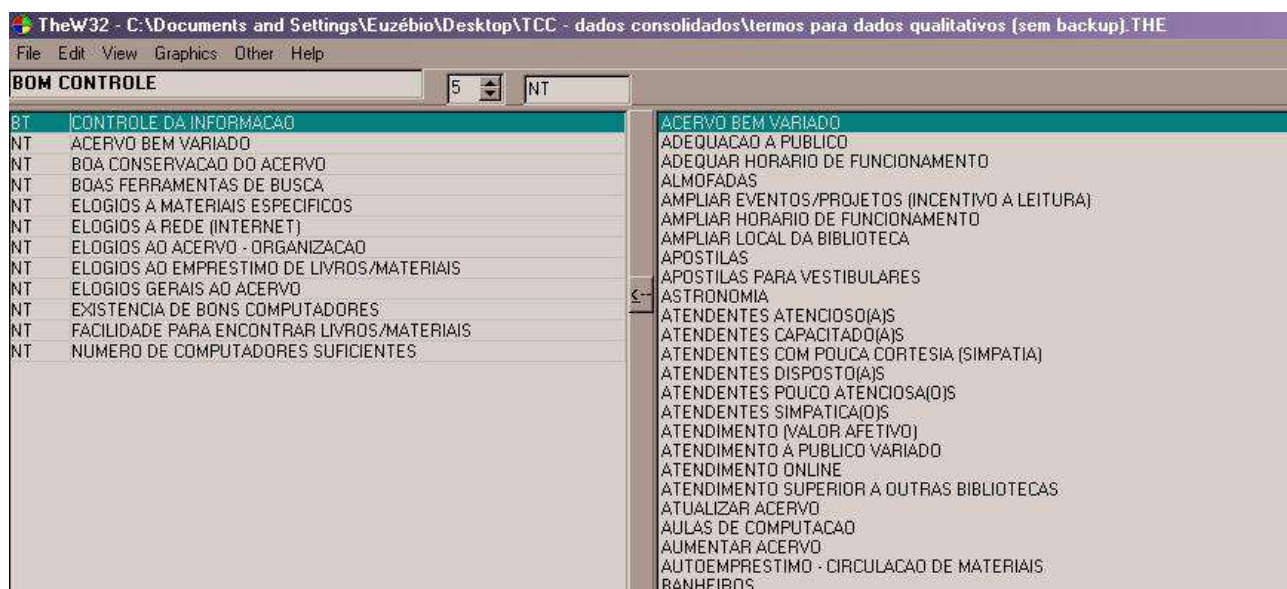 TheW32 - C:\Documents and Settings\Euzébio\Desktop\TCC - dados consolidados\termos para dados qualitativos (sem backup).THE
File Edit View Graphics Other Help
BOM CONTROLE 5 NT
BT CONTROLE DA INFORMACAO
NT ACERVO BEM VARIADO
NT BOA CONSERVACAO DO ACERVO
NT BOAS FERRAMENTAS DE BUSCA
NT ELOGIOS A MATERIAIS ESPECIFICOS
NT ELOGIOS A REDE (INTERNET)
NT ELOGIOS AO ACERVO - ORGANIZACAO
NT ELOGIOS AO EMPRESTIMO DE LIVROS/MATERIAIS
NT ELOGIOS GERAIS AO ACERVO
NT EXISTENCIA DE BONS COMPUTADORES
NT FACILIDADE PARA ENCONTRAR LIVROS/MATERIAIS
NT NUMERO DE COMPUTADORES SUFICIENTES
<--
ACERVO BEM VARIADO
ADEQUACAO A PUBLICO
ADEQUAR HORARIO DE FUNCIONAMENTO
ALMOFADAS
AMPLIAR EVENTOS/PROJETOS (INCENTIVO A LEITURA)
AMPLIAR HORARIO DE FUNCIONAMENTO
AMPLIAR LOCAL DA BIBLIOTECA
APOSTILAS
APOSTILAS PARA VESTIBULARES
ASTRONOMIA
ATENDENTES ATENCIOSO(A)S
ATENDENTES CAPACITADO(A)S
ATENDENTES COM POUCA CORTESIA (SIMPATIA)
ATENDENTES DISPOSTO(A)S
ATENDENTES POUCO ATENCIOSA(O)S
ATENDENTES SIMPATICA(O)S
ATENDIMENTO (VALOR AFETIVO)
ATENDIMENTO A PUBLICO VARIADO
ATENDIMENTO ONLINE
ATENDIMENTO SUPERIOR A OUTRAS BIBLIOTECAS
ATUALIZAR ACERVO
AULAS DE COMPUTACAO
AUMENTAR ACERVO
AUTOEMPRESTIMO - CIRCULACAO DE MATERIAIS
BANHEIROS